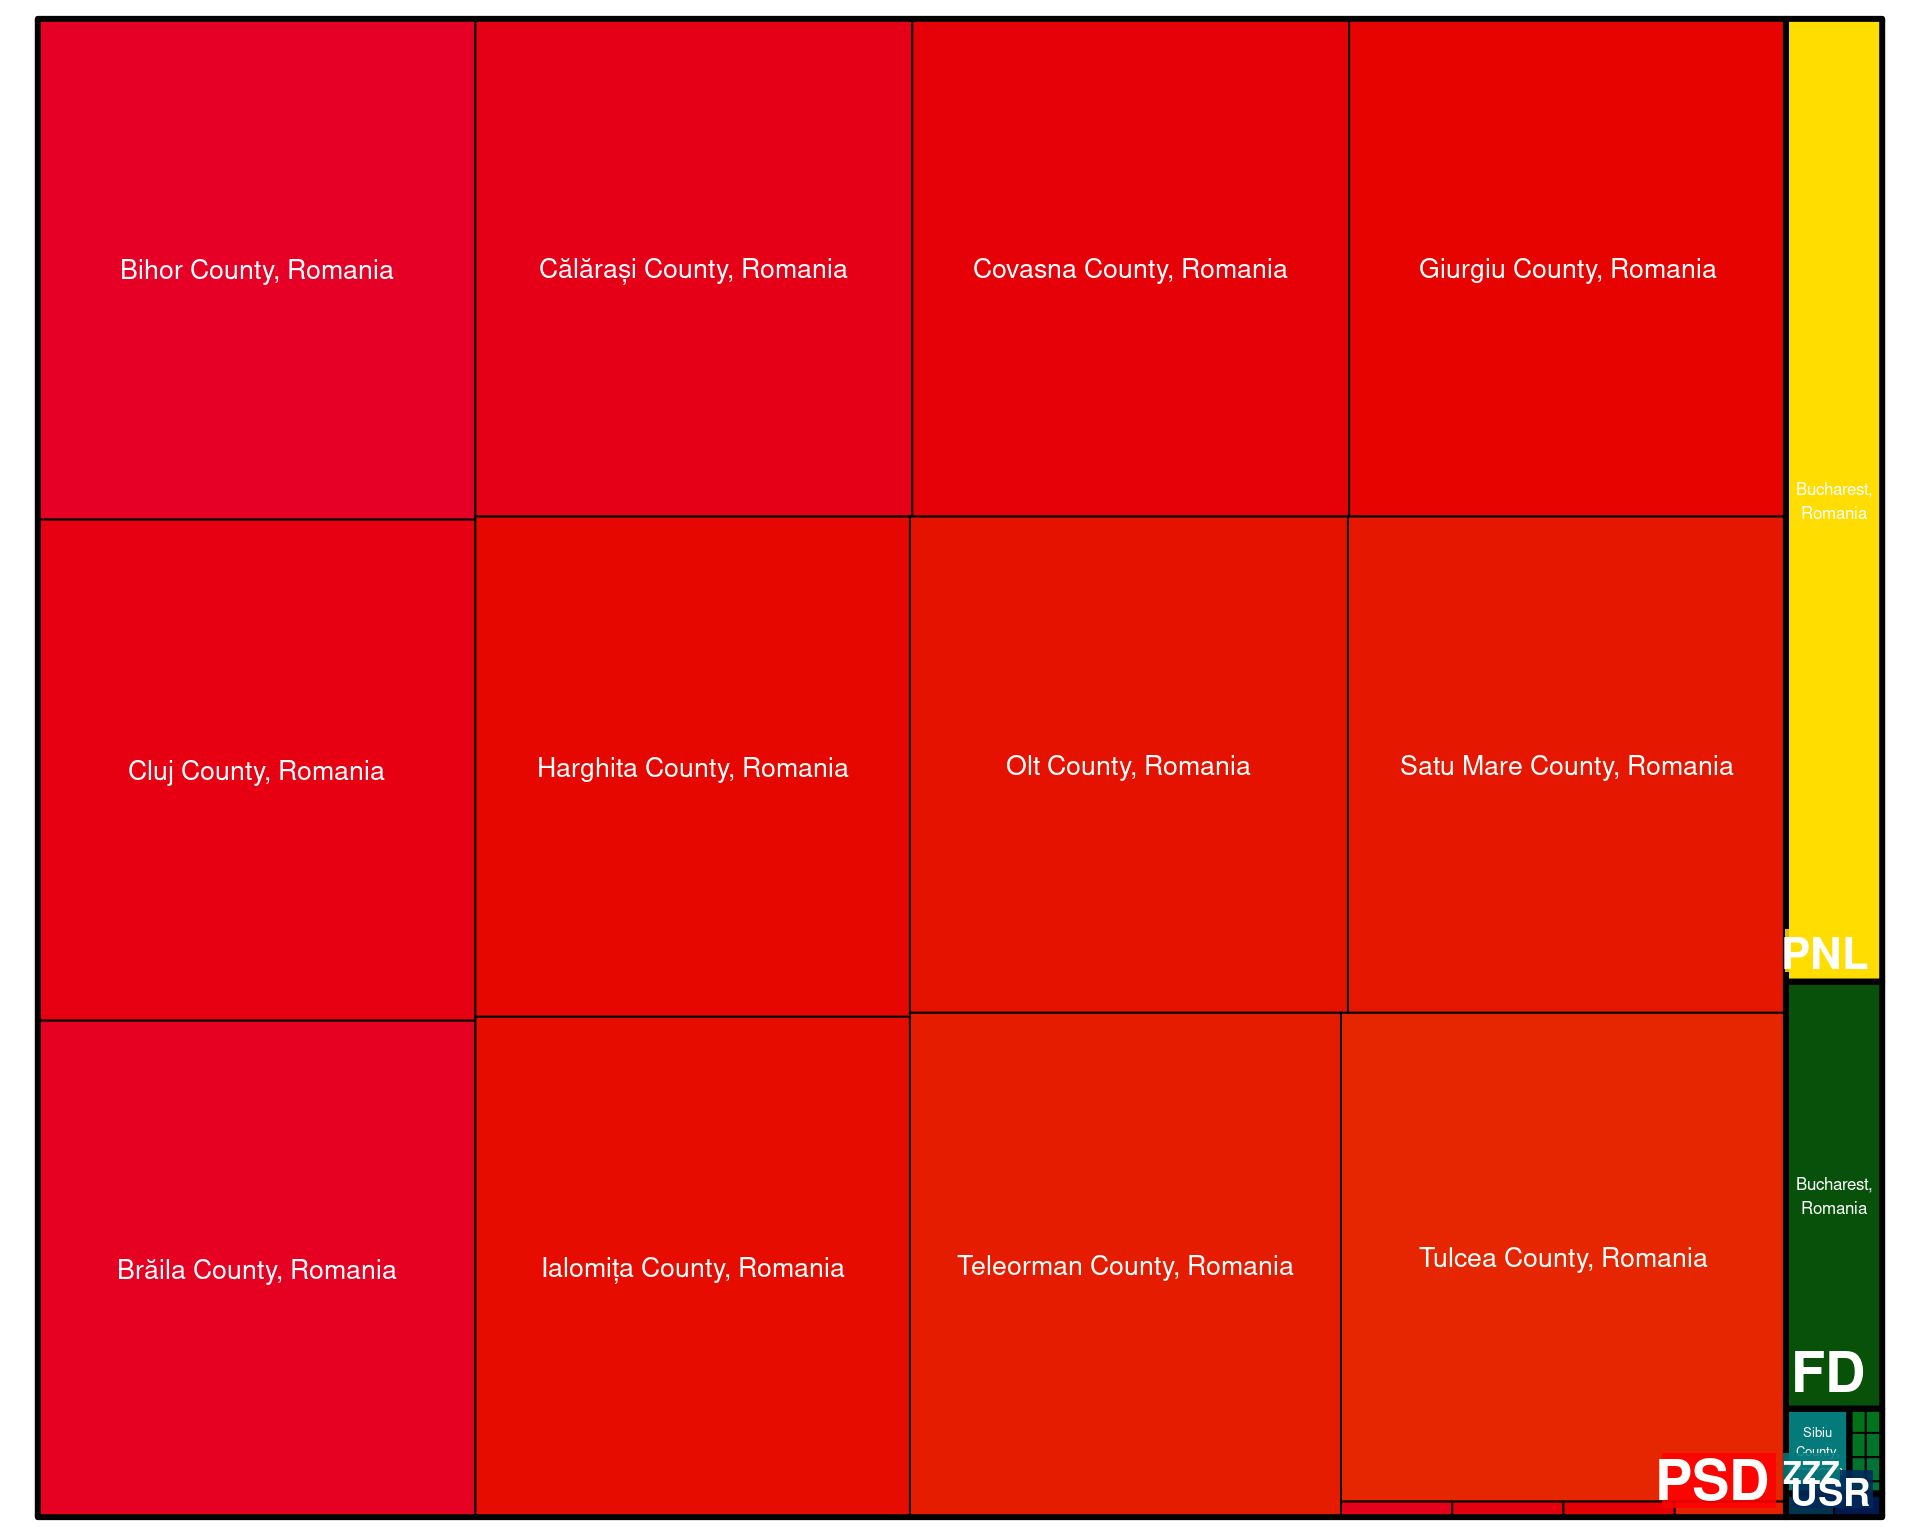 Bihor County, Romania
Călărași County, Romania
Covasna County, Romania
Giurgiu County, Romania
Bucharest,
Romania
Cluj County, Romania
Harghita County, Romania
Olt County, Romania
Satu Mare County, Romania
PNL
Brăila County, Romania
Ialomița County, Romania
Teleorman County, Romania
Tulcea County, Romania
Bucharest,
Romania
FD
Sibiu
County,
PSD
ZZZ
USR